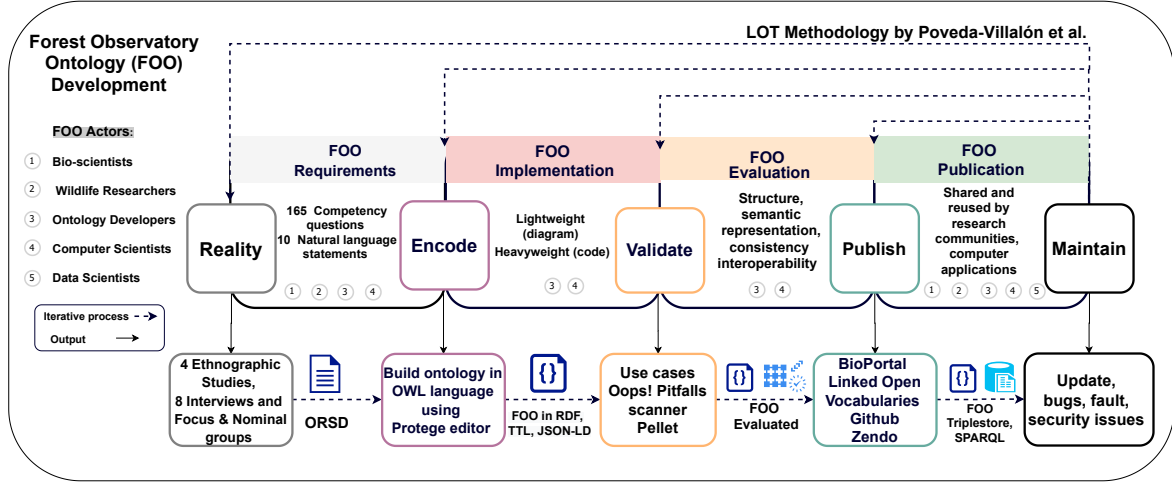 Forest Observatory
Ontology (FOO)
Development
LOT Methodology by Poveda-Villalón et al.
FOO Actors:
1 Bio-scientists
2 Wildlife Researchers
3 Ontology Developers
4 Computer Scientists
5 Data Scientists
Iterative process
Output
FOO
Requirements
FOO
Implementation
FOO
Evaluation
FOO
Publication
Reality
165 Competency
questions
10 Natural language
statements
1 2 3 4
Encode
Lightweight
(diagram)
Heavyweight (code)
3 4
Validate
Structure,
semantic
representation,
consistency
interoperability
3 4
Publish
Shared and
reused by
research
communities,
computer
applications
1 2 3 4 5
Maintain
4 Ethnographic
Studies,
8 Interviews and
Focus & Nominal
groups
ORSD
Build ontology in
OWL language
using
Protege editor
{}
FOO in RDF,
TTL, JSON-LD
Use cases
Oops! Pitfalls
scanner
Pellet
{}
FOO
Evaluated
BioPortal
Linked Open
Vocabularies
Github
Zendo
{}
FOO
Triplestore,
SPARQL
Update,
bugs, fault,
security issues